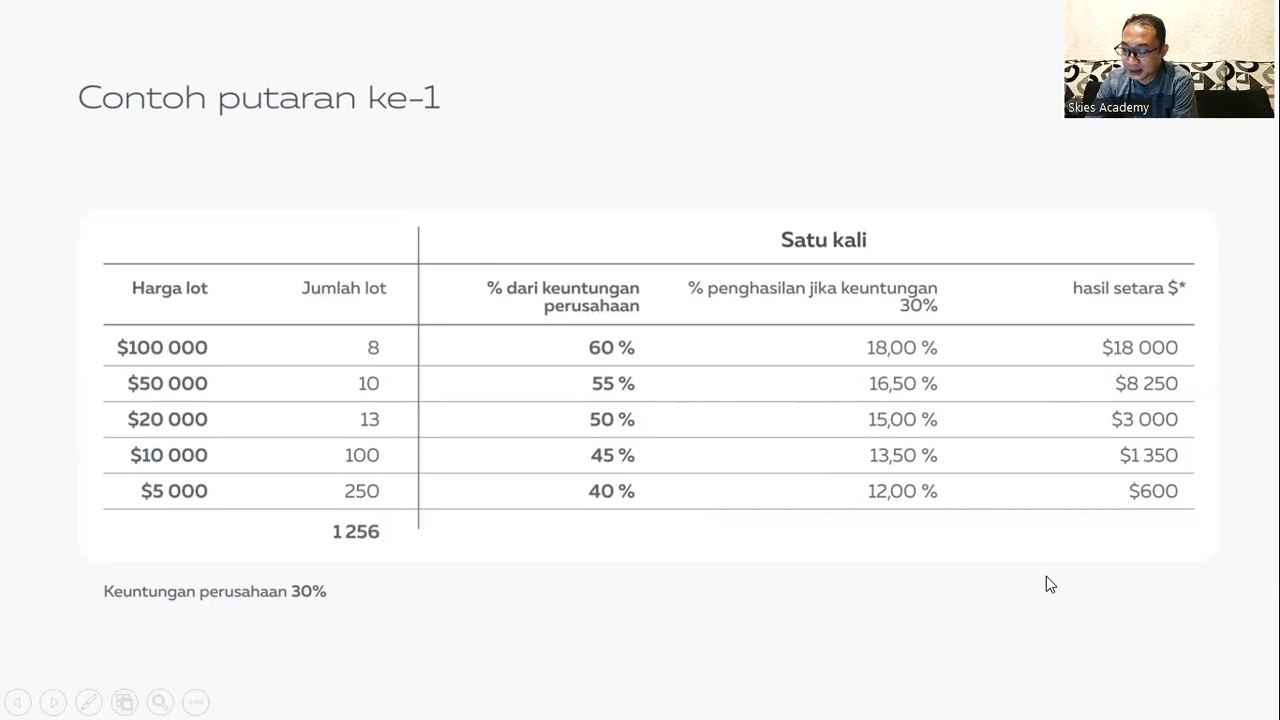 Skies Academy
Contoh putaran ke-1
Satu kali
Harga lot Jumlah lot % dari keuntungan perusahaan % penghasilan jika keuntungan 30% hasil setara $*
$100 000 8 60 % 18,00 % $18 000
$50 000 10 55 % 16,50 % $8 250
$20 000 13 50 % 15,00 % $3 000
$10 000 100 45 % 13,50 % $1 350
$5 000 250 40 % 12,00 % $600
1 256
Keuntungan perusahaan 30%